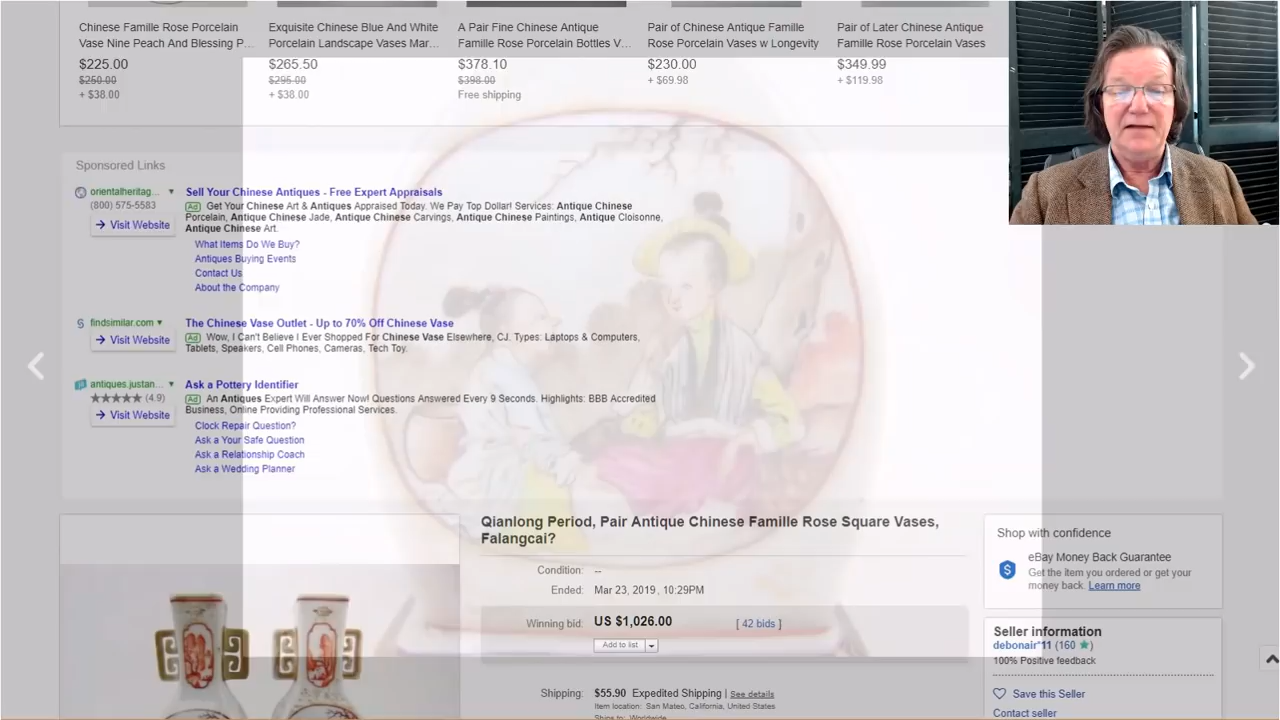 Chinese Famille Rose Porcelain
Vase Nine Peach And Blessing P...
$225.00
$250.00
+ $38.00
Exquisite Chinese Blue And White
Porcelain Landscape Vases Mar...
$265.50
$295.00
+ $38.00
A Pair Fine Chinese Antique
Famille Rose Porcelain Bottles V...
$378.10
$398.00
Free shipping
Pair of Chinese Antique Famille
Rose Porcelain Vases w Longevity
$230.00
+ $69.98
Pair of Later Chinese Antique
Famille Rose Porcelain Vases
$349.99
+ $119.98
Sponsored Links
orientalheritag...
(800) 575-5583
Visit Website
Sell Your Chinese Antiques - Free Expert Appraisals
Ad Get Your Chinese Art & Antiques Appraised Today. We Pay Top Dollar! Services: Antique Chinese
Porcelain, Antique Chinese Jade, Antique Chinese Carvings, Antique Chinese Paintings, Antique Cloisonne,
Antique Chinese Art.
What Items Do We Buy?
Antiques Buying Events
Contact Us
About the Company
findsimilar.com
Visit Website
The Chinese Vase Outlet - Up to 70% Off Chinese Vase
Ad Wow, I Can't Believe I Ever Shopped For Chinese Vase Elsewhere, CJ. Types: Laptops & Computers,
Tablets, Speakers, Cell Phones, Cameras, Tech Toy.
antiques.justan...
(4.9)
Visit Website
Ask a Pottery Identifier
Ad An Antiques Expert Will Answer Now! Questions Answered Every 9 Seconds. Highlights: BBB Accredited
Business, Online Providing Professional Services.
Clock Repair Question?
Ask a Your Safe Question
Ask a Relationship Coach
Ask a Wedding Planner
Qianlong Period, Pair Antique Chinese Famille Rose Square Vases,
Falangcai?
Condition: --
Ended: Mar 23, 2019 , 10:29PM
Winning bid: US $1,026.00 [ 42 bids ]
Add to list
Shipping: $55.90 Expedited Shipping | See details
Item location: San Mateo, California, United States
Ships to: Worldwide
Shop with confidence
eBay Money Back Guarantee
Get the item you ordered or get your
money back. Learn more
Seller information
debonair*11 (160 )
100% Positive feedback
Save this Seller
Contact seller